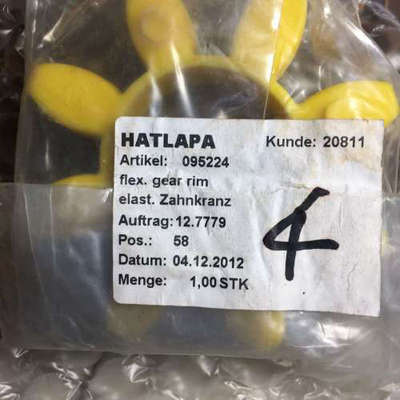 HATLAPA Kunde: 20811
Artikel: 095224
flex. gear rim
elast. Zahnkranz
Auftrag: 12.7779
Pos.: 58
Datum: 04.12.2012
Menge: 1,00 STK
4